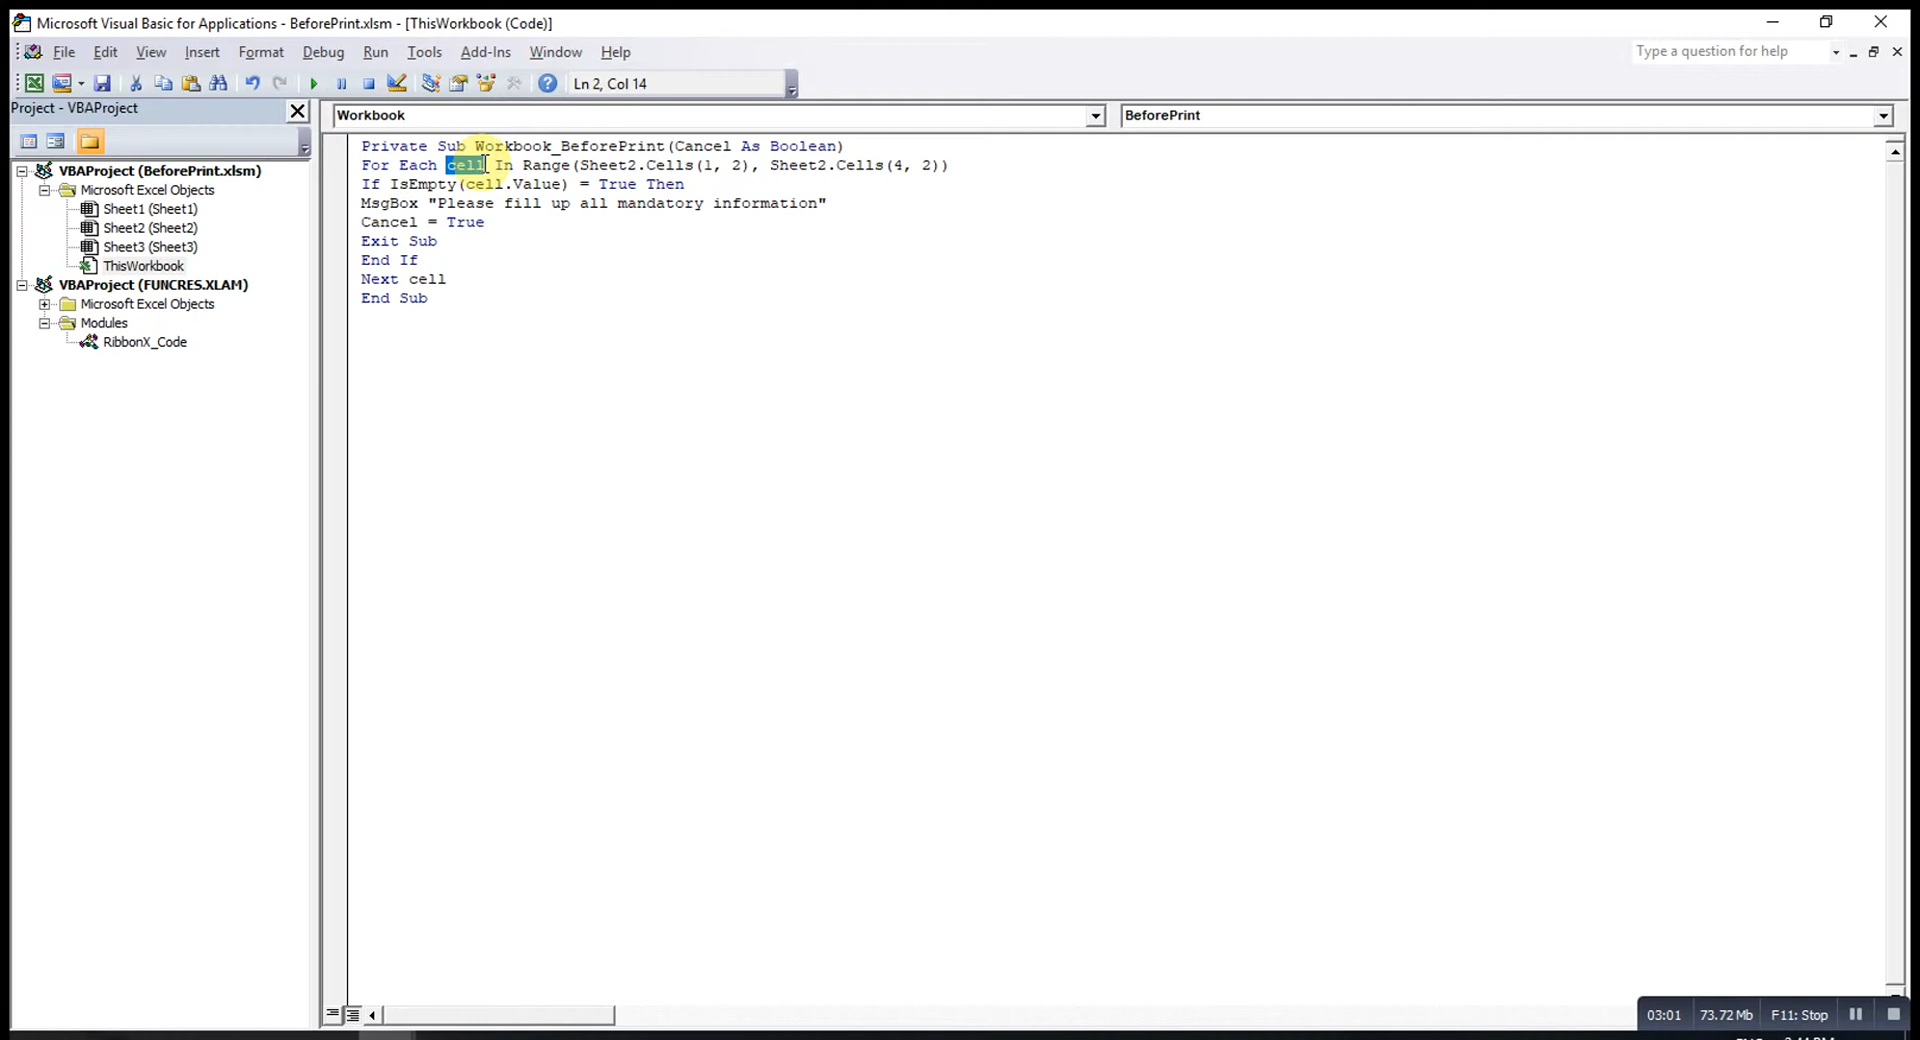 Microsoft Visual Basic for Applications - BeforePrint.xlsm - [ThisWorkbook (Code)]
File Edit View Insert Format Debug Run Tools Add-Ins Window Help
Type a question for help
Ln 2, Col 14
Project - VBAProject
Workbook
BeforePrint
VBAProject (BeforePrint.xlsm)
Microsoft Excel Objects
Sheet1 (Sheet1)
Sheet2 (Sheet2)
Sheet3 (Sheet3)
ThisWorkbook
VBAProject (FUNCRES.XLAM)
Microsoft Excel Objects
Modules
RibbonX_Code
Private Sub Workbook_BeforePrint(Cancel As Boolean)
For Each cell In Range(Sheet2.Cells(1, 2), Sheet2.Cells(4, 2))
If IsEmpty(cell.Value) = True Then
MsgBox "Please fill up all mandatory information"
Cancel = True
Exit Sub
End If
Next cell
End Sub
03:01 73.72 Mb F11: Stop